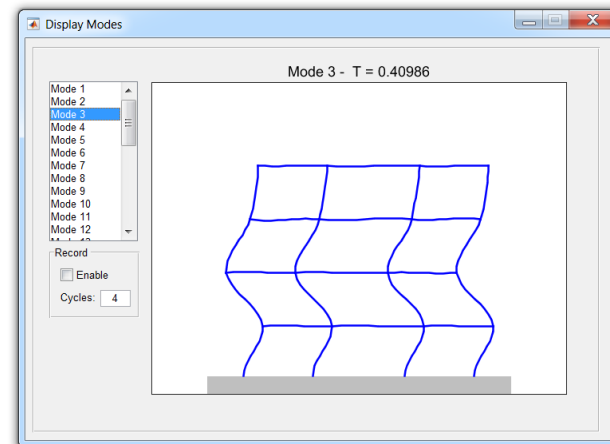 Display Modes
Mode 3 - T = 0.40986
Mode 1
Mode 2
Mode 3
Mode 4
Mode 5
Mode 6
Mode 7
Mode 8
Mode 9
Mode 10
Mode 11
Mode 12
Record
Enable
Cycles: 4